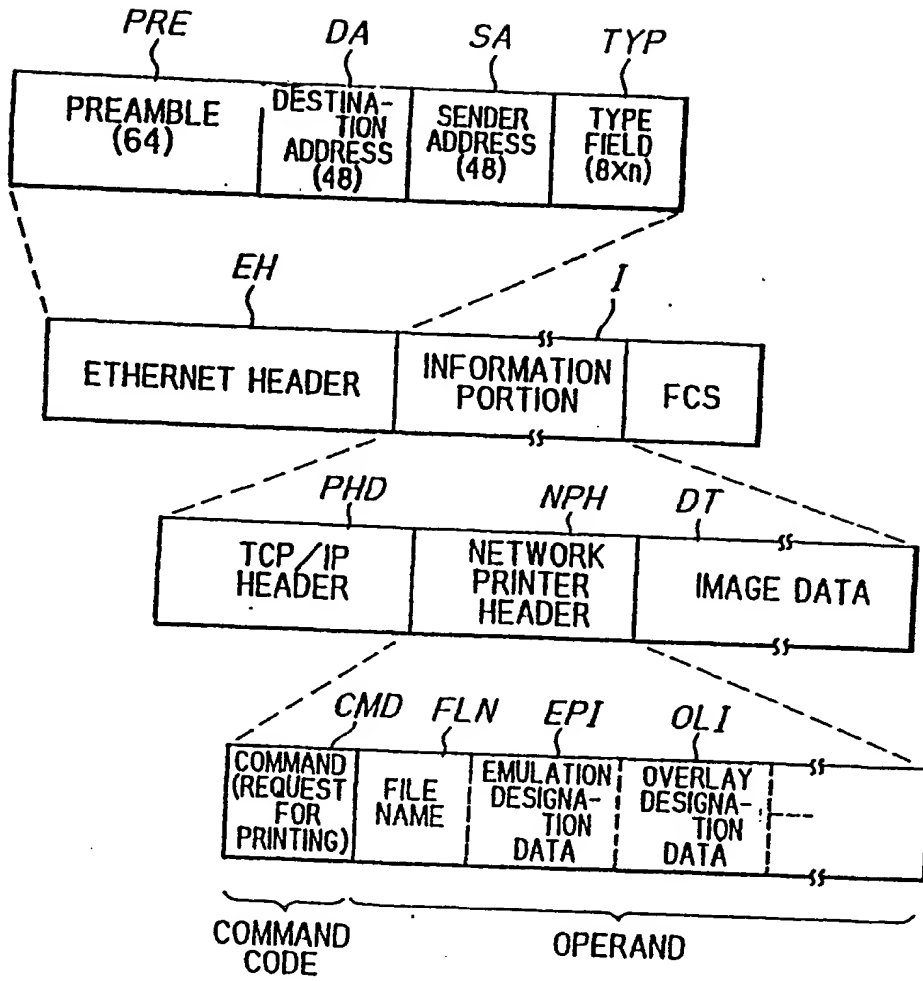 PRE DA SA TYP
PREAMBLE
(64)
DESTINA-
TION
ADDRESS
(48)
SENDER
ADDRESS
(48)
TYPE
FIELD
(8×n)
EH I
ETHERNET HEADER
INFORMATION
PORTION
FCS
PHD NPH DT
TCP/IP
HEADER
NETWORK
PRINTER
HEADER
IMAGE DATA
CMD FLN EPI OLI
COMMAND
(REQUEST
FOR
PRINTING)
FILE
NAME
EMULATION
DESIGNA-
TION
DATA
OVERLAY
DESIGNA-
TION
DATA
COMMAND
CODE
OPERAND